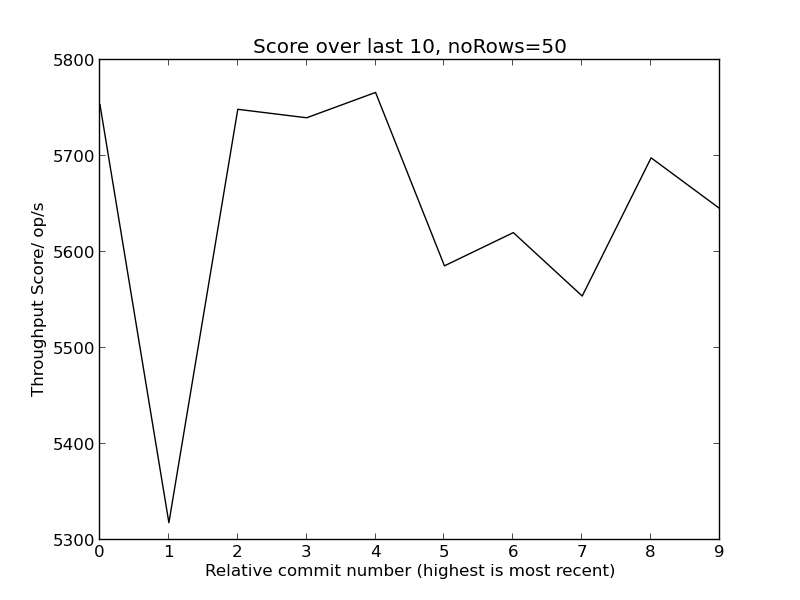 Score over last 10, noRows=50
5800
5700
5600
5500
5400
5300
Throughput Score/ op/s
0 1 2 3 4 5 6 7 8 9
Relative commit number (highest is most recent)